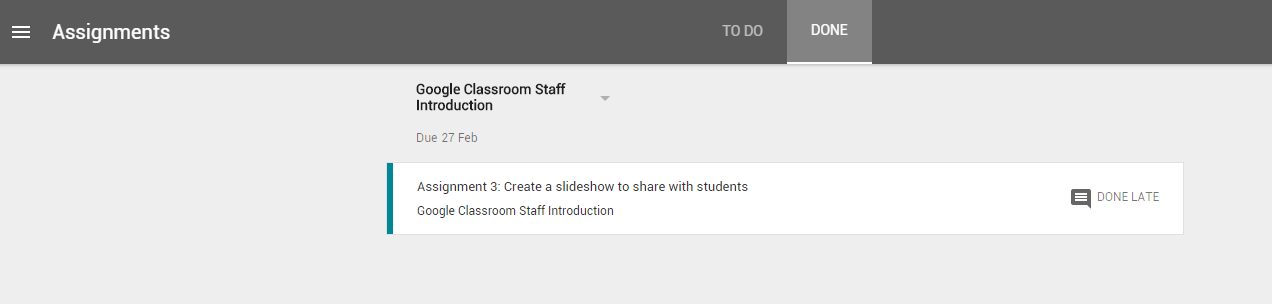 Assignments
TO DO
DONE
Google Classroom Staff
Introduction
Due 27 Feb
Assignment 3: Create a slideshow to share with students
Google Classroom Staff Introduction
DONE LATE